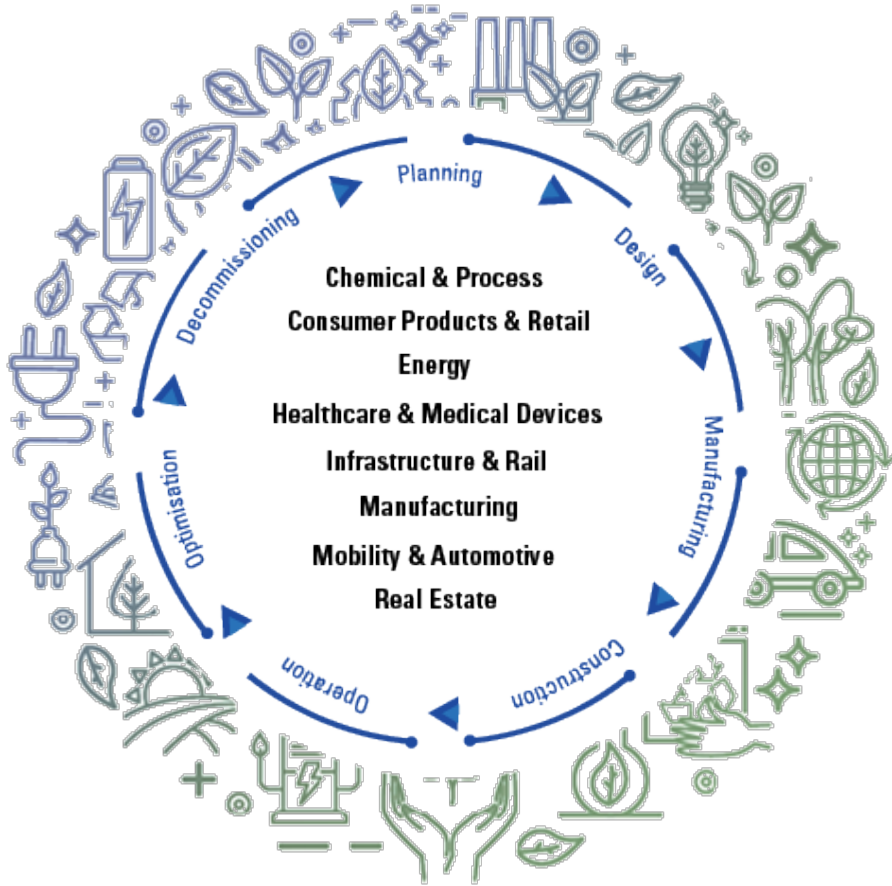 Planning
Design
Manufacturing
Construction
Operation
Optimisation
Decommissioning
Chemical & Process
Consumer Products & Retail
Energy
Healthcare & Medical Devices
Infrastructure & Rail
Manufacturing
Mobility & Automotive
Real Estate